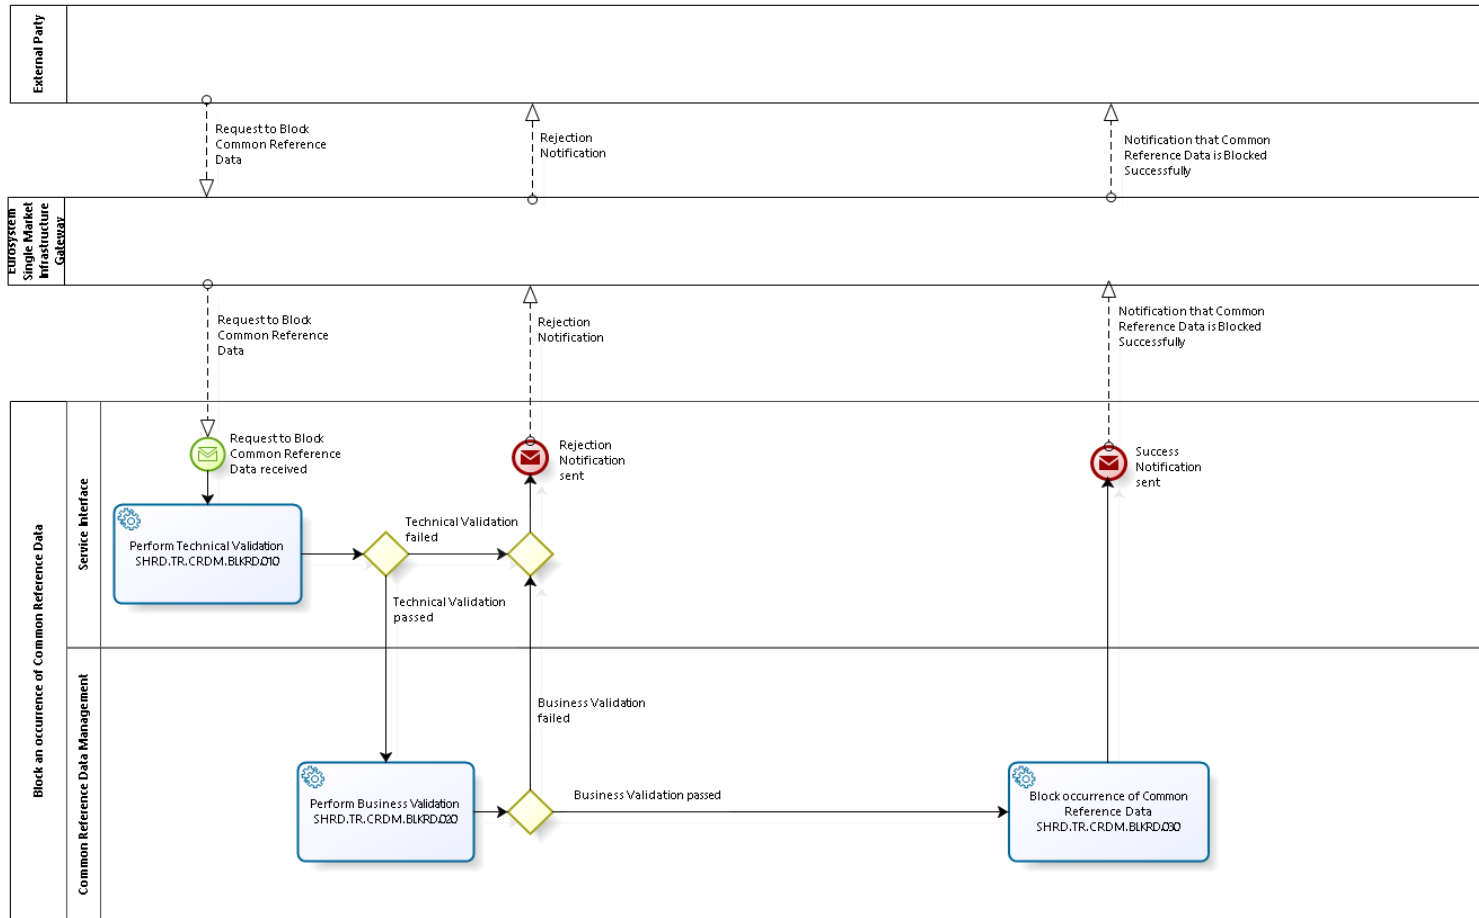 External Party
Request to Block
Common Reference
Data
Rejection
Notification
Notification that Common
Reference Data is Blocked
Successfully
Eurosystem
Single Market
Infrastructure
Gateway
Request to Block
Common Reference
Data
Rejection
Notification
Notification that Common
Reference Data is Blocked
Successfully
Block an occurrence of Common Reference Data
Service Interface
Request to Block
Common Reference
Data received
Rejection
Notification
sent
Success
Notification
sent
Perform Technical Validation
SHRD.TR.CRDM.BLKRD.010
Technical Validation
failed
Technical Validation
passed
Common Reference Data Management
Business Validation
failed
Perform Business Validation
SHRD.TR.CRDM.BLKRD.020
Business Validation passed
Block occurrence of Common
Reference Data
SHRD.TR.CRDM.BLKRD.030